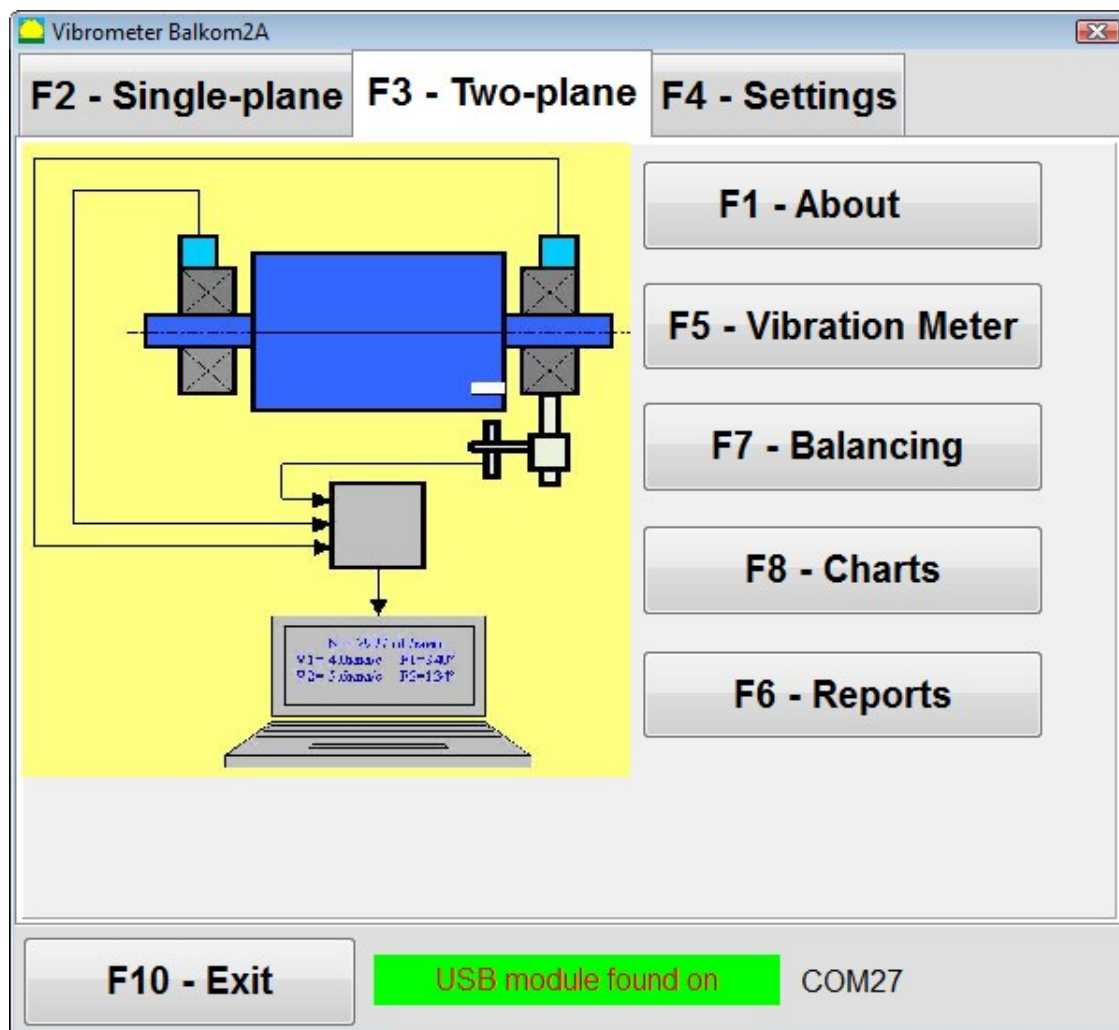 Vibrometer Balkom2A
F2 - Single-plane F3 - Two-plane F4 - Settings
F1 - About
F5 - Vibration Meter
F7 - Balancing
F8 - Charts
F6 - Reports
F10 - Exit USB module found on COM27